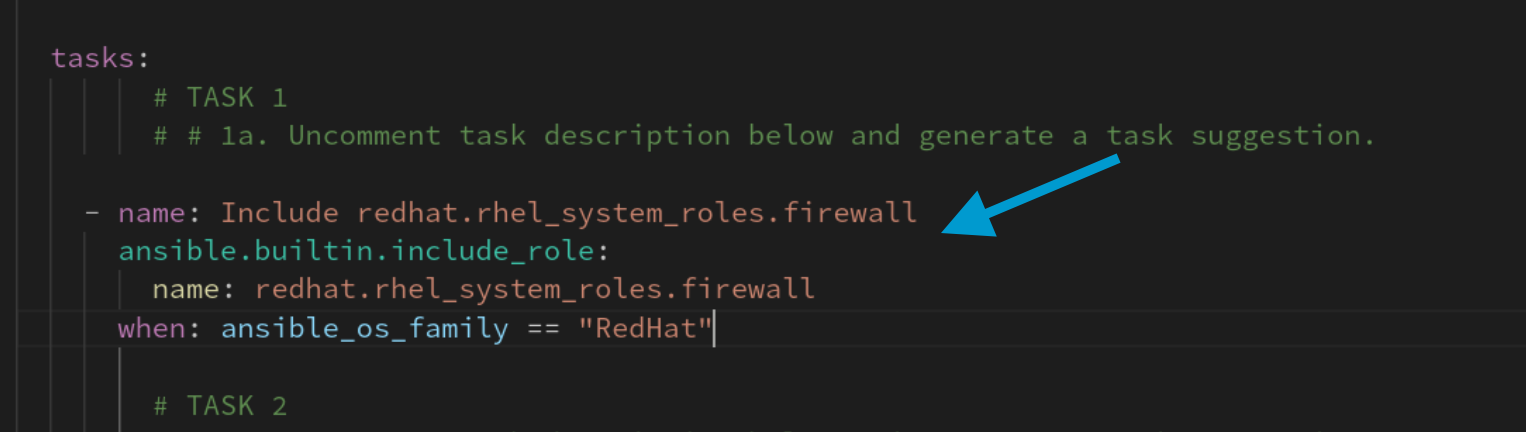 tasks:
# TASK 1
# # 1a. Uncomment task description below and generate a task suggestion.
- name: Include redhat.rhel_system_roles.firewall
ansible.builtin.include_role:
name: redhat.rhel_system_roles.firewall
when: ansible_os_family == "RedHat"
# TASK 2